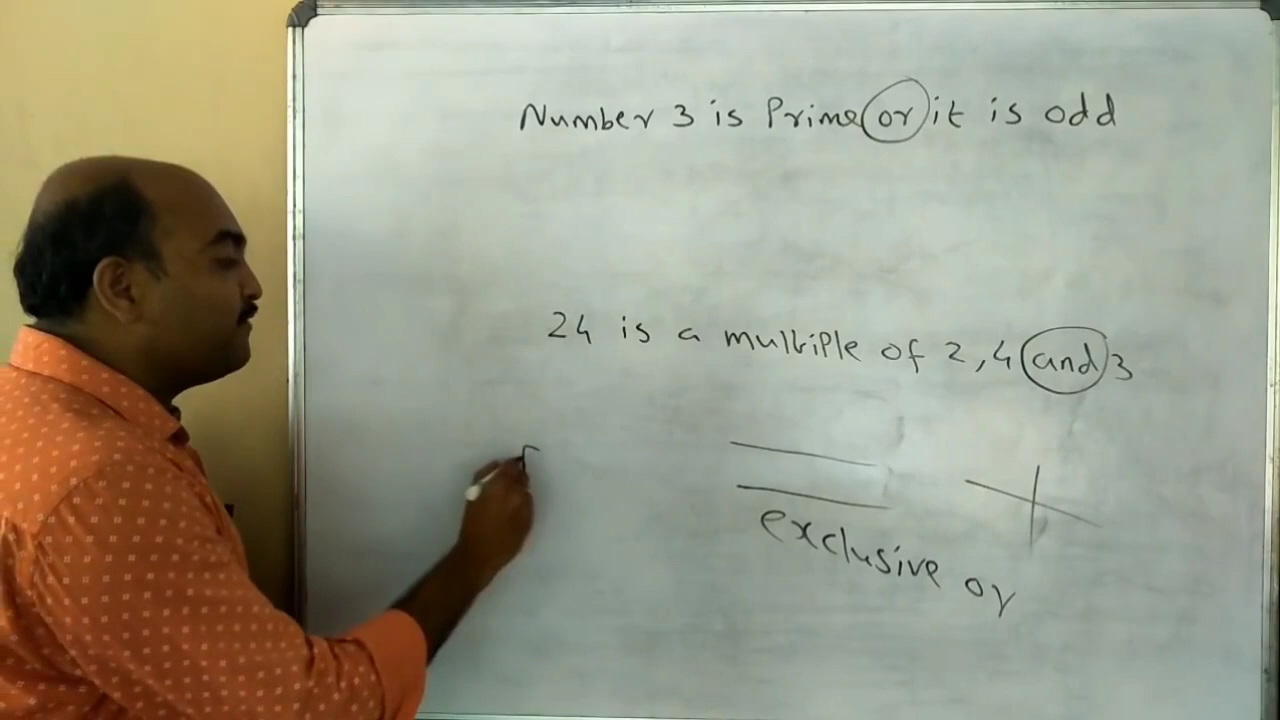 Number 3 is Prime or it is odd
24 is a multiple of 2, 4 and 3
exclusive or